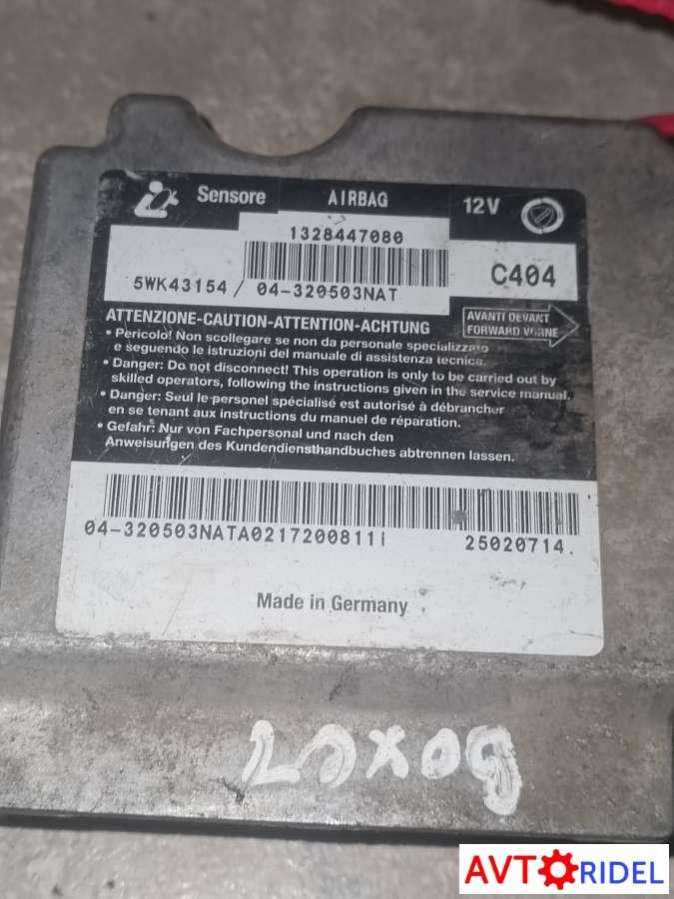 Sensore AIRBAG 12V
1328447080
5WK43154 / 04-320503NAT
C404
ATTENZIONE-CAUTION-ATTENTION-ACHTUNG
AVANTI DEVANT
FORWARD VORNE
• Pericolo! Non scollegare se non da personale specializzato
e seguendo le istruzioni del manuale di assistenza tecnica.
• Danger: Do not disconnect! This operation is only to be carried out by
skilled operators, following the instructions given in the service manual.
• Danger: Seul le personel spécialisé est autorisé à débrancher
en se tenant aux instructions du manuel de réparation.
• Gefahr: Nur von Fachpersonal und nach den
Anweisungen des Kundendiensthandbuches abtrennen lassen.
04-320503NATA0217200811i
25020714.
Made in Germany
AVTORIDEL